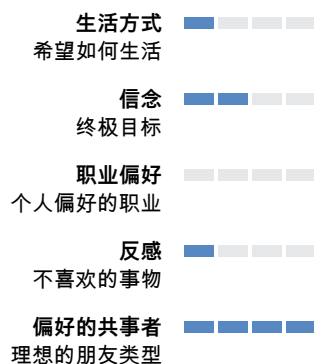 生活方式
希望如何生活
信念
终极目标
职业偏好
个人偏好的职业
反感
不喜欢的事物
偏好的共事者
理想的朋友类型